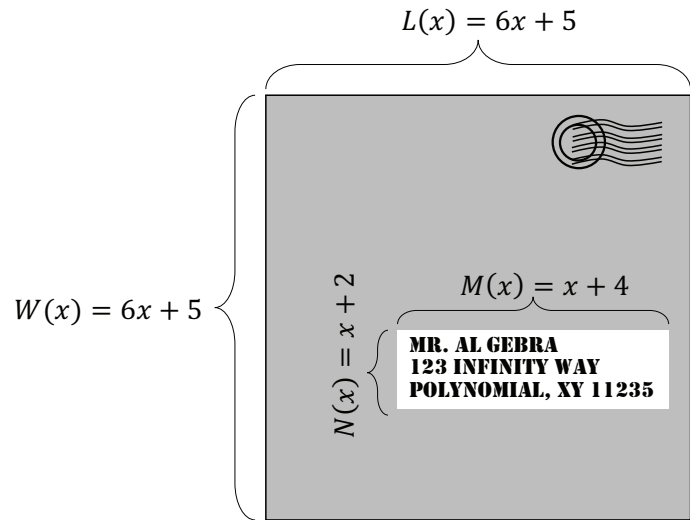 L(x) = 6x + 5
W(x) = 6x + 5
N(x) = x + 2
M(x) = x + 4
MR. AL GEBRA
123 INFINITY WAY
POLYNOMIAL, XY 11235